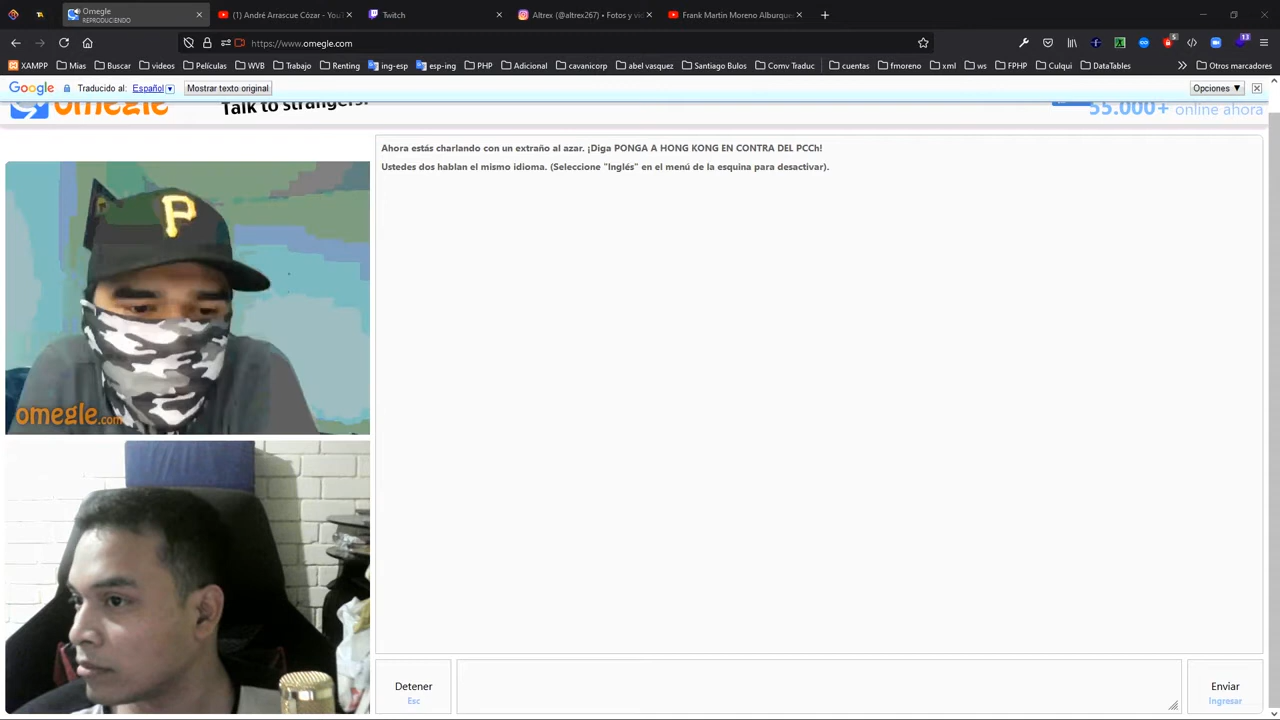 Omegle
REPRODUCIENDO
(1) André Arrascue Cózar - YouT
Twitch
Altrex (@altrex267) • Fotos y vid
Frank Martin Moreno Alburque
https://www.omegle.com
5
13
XAMPP Mias Buscar videos Películas WVB Trabajo Renting ing-esp esp-ing PHP Adicional cavanicorp abel vasquez Santiago Bulos Comv Traduc cuentas fmoreno xml ws FPHP Culqui DataTables Otros marcadores
Google Traducido al: Español Mostrar texto original Opciones ▼
omegle Talk to strangers! 55.000+ online ahora
Ahora estás charlando con un extraño al azar. ¡Diga PONGA A HONG KONG EN CONTRA DEL PCCh!
Ustedes dos hablan el mismo idioma. (Seleccione "Inglés" en el menú de la esquina para desactivar).
P
omegle.com
Detener
Esc
Enviar
Ingresar